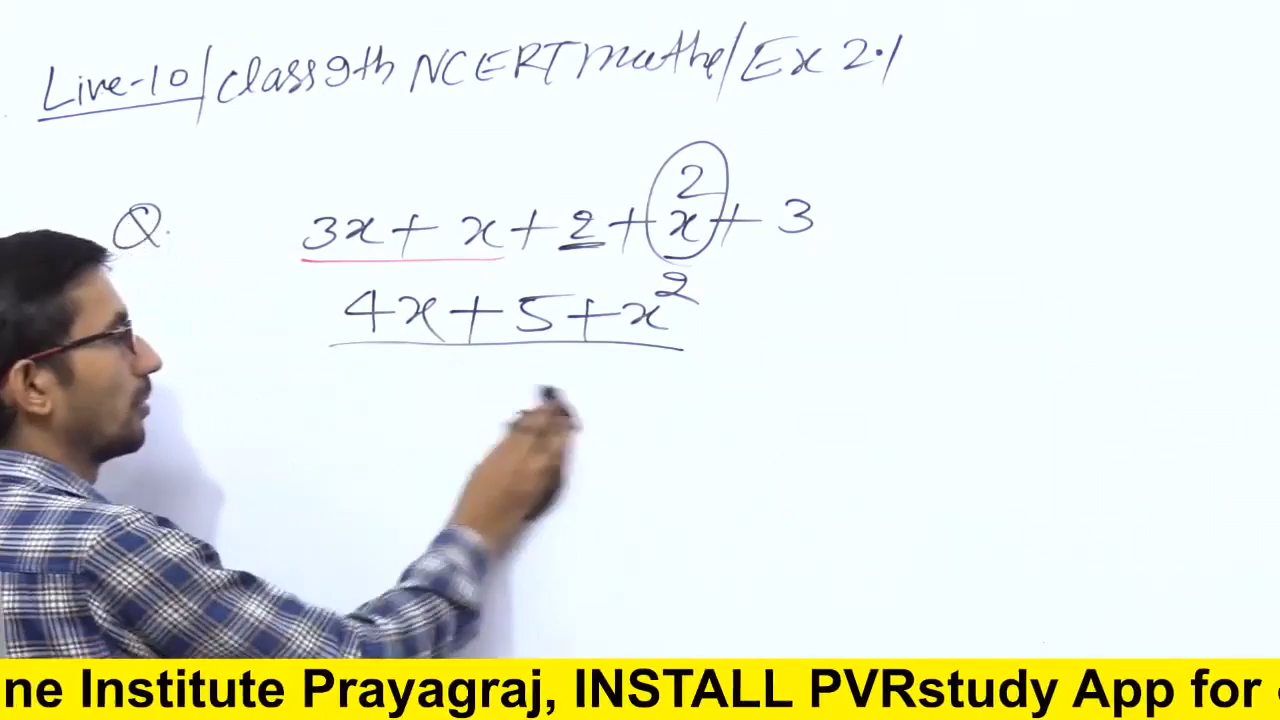 Live-10/class 9th NCERT maths/Ex 2.1
Q. 3x + x + 2 + x² + 3
4x + 5 + x²
ne Institute Prayagraj, INSTALL PVRstudy App for